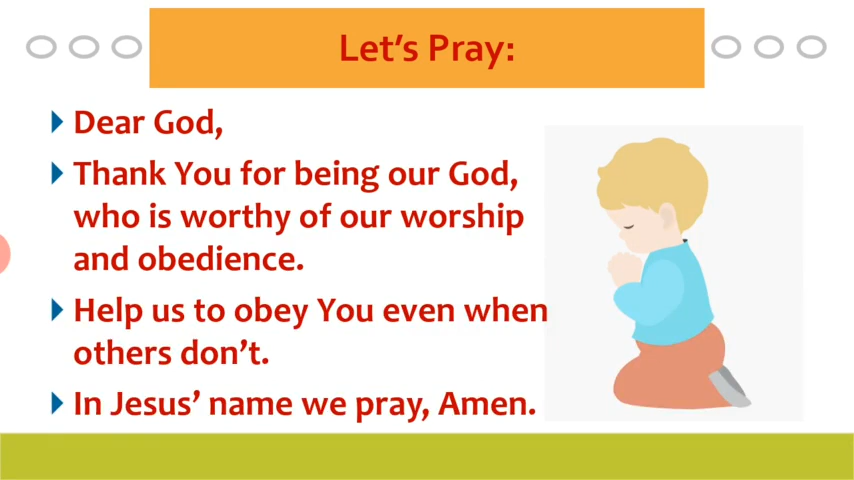 Let’s Pray:
Dear God,
Thank You for being our God,
who is worthy of our worship
and obedience.
Help us to obey You even when
others don’t.
In Jesus’ name we pray, Amen.